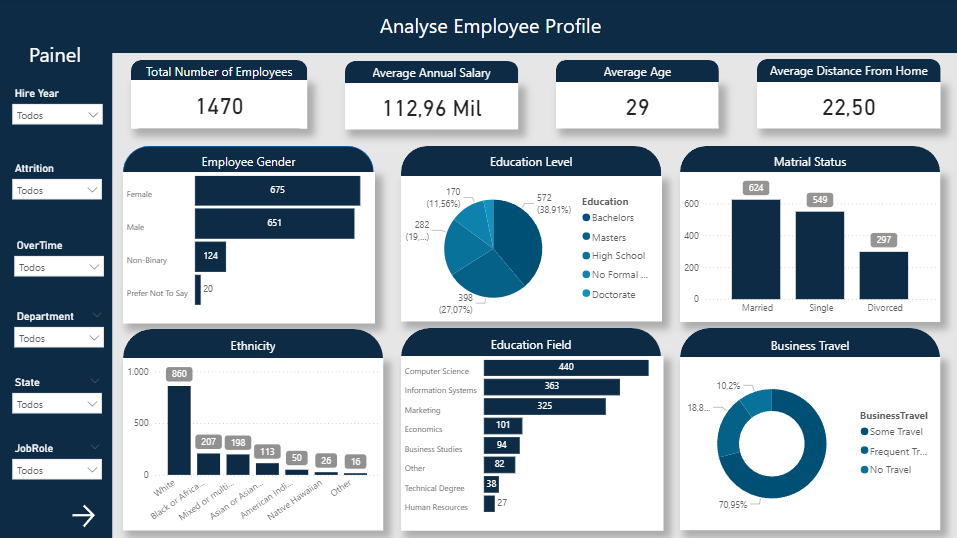 Analyse Employee Profile
Painel
Hire Year
Todos
Attrition
Todos
OverTime
Todos
Department
Todos
State
Todos
JobRole
Todos
Total Number of Employees
1470
Average Annual Salary
112,96 Mil
Average Age
29
Average Distance From Home
22,50
Employee Gender
Female 675
Male 651
Non-Binary 124
Prefer Not To Say 20
Education Level
572
(38,91%)
398
(27,07%)
282
(19,...)
170
(11,56%)
Education
Bachelors
Masters
High School
No Formal ...
Doctorate
Matrial Status
600
400
200
0
624
549
297
Married
Single
Divorced
Ethnicity
1.000
500
0
860
207
198
113
50
26
16
White
Black or Africa...
Mixed or multi...
Asian or Asian...
American Indi...
Native Hawaiian
Other
Education Field
Computer Science 440
Information Systems 363
Marketing 325
Economics 101
Business Studies 94
Other 82
Technical Degree 38
Human Resources 27
Business Travel
10,2%
18,8...
70,95%
BusinessTravel
Some Travel
Frequent Tr...
No Travel